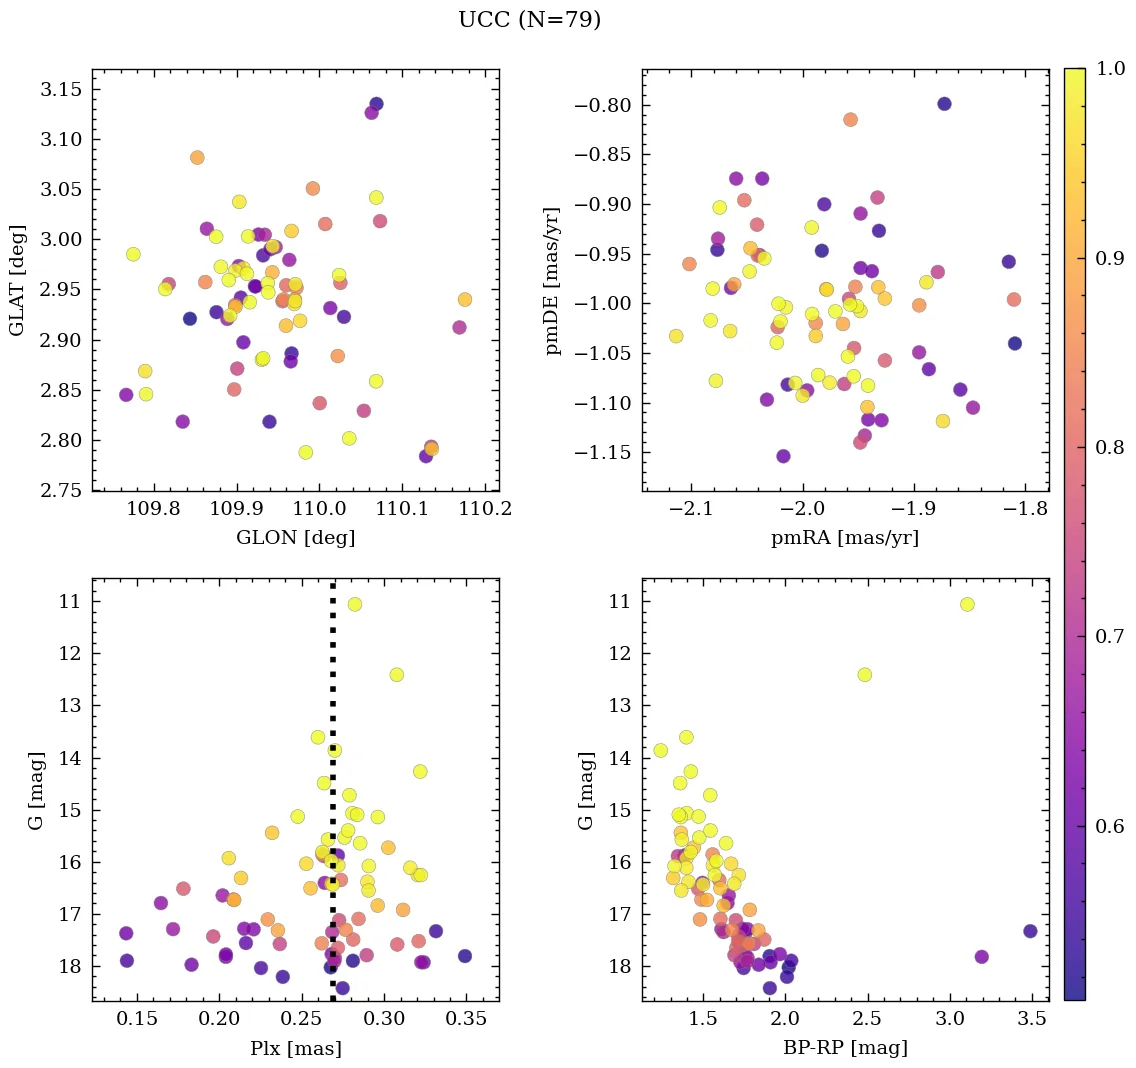 UCC (N=79)
3.15
3.10
3.05
3.00
2.95
2.90
2.85
2.80
2.75
GLAT [deg]
109.8 109.9 110.0 110.1 110.2
GLON [deg]
−0.80
−0.85
−0.90
−0.95
−1.00
−1.05
−1.10
−1.15
pmDE [mas/yr]
−2.1 −2.0 −1.9 −1.8
pmRA [mas/yr]
1.0
0.9
0.8
0.7
0.6
11
12
13
14
15
16
17
18
G [mag]
0.15 0.20 0.25 0.30 0.35
Plx [mas]
11
12
13
14
15
16
17
18
G [mag]
1.5 2.0 2.5 3.0 3.5
BP-RP [mag]